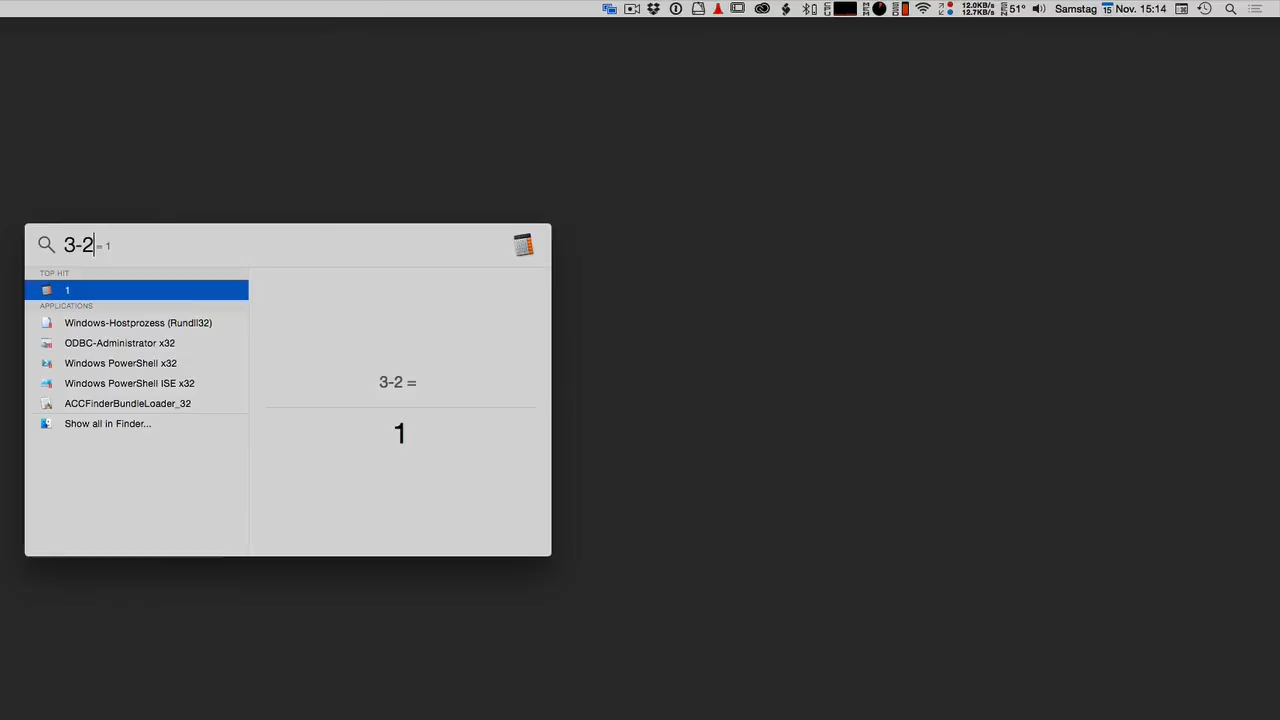 12.0KB/s
12.7KB/s
51°
Samstag 15 Nov. 15:14
3-2 = 1
TOP HIT
1
APPLICATIONS
Windows-Hostprozess (Rundll32)
ODBC-Administrator x32
Windows PowerShell x32
Windows PowerShell ISE x32
ACCFinderBundleLoader_32
Show all in Finder...
3-2 =
1